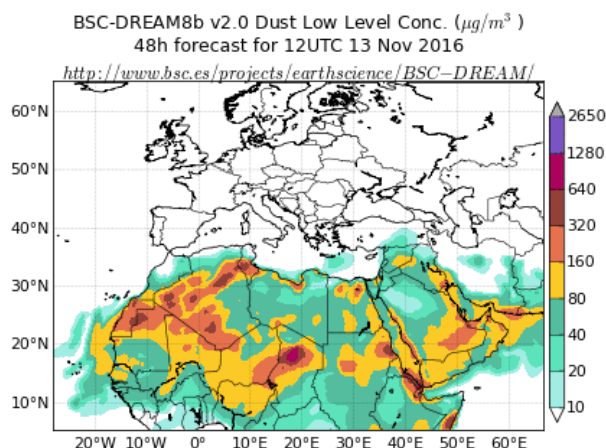 BSC-DREAM8b v2.0 Dust Low Level Conc. (μg/m³ )
48h forecast for 12UTC 13 Nov 2016
http://www.bsc.es/projects/earthscience/BSC−DREAM/
60°N
50°N
40°N
30°N
20°N
10°N
20°W 10°W 0° 10°E 20°E 30°E 40°E 50°E 60°E
2650
1280
640
320
160
80
40
20
10